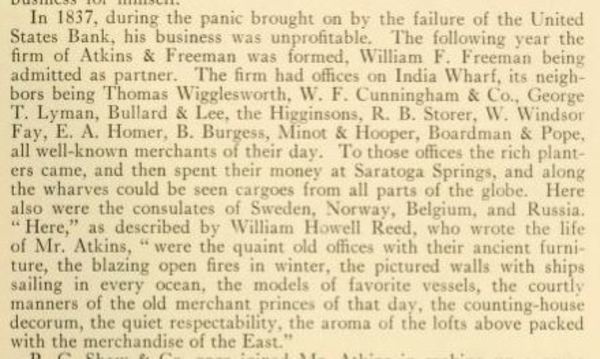 business for himself.
In 1837, during the panic brought on by the failure of the United
States Bank, his business was unprofitable. The following year the
firm of Atkins & Freeman was formed, William F. Freeman being
admitted as partner. The firm had offices on India Wharf, its neigh-
bors being Thomas Wigglesworth, W. F. Cunningham & Co., George
T. Lyman, Bullard & Lee, the Higginsons, R. B. Storer, W. Windsor
Fay, E. A. Homer, B. Burgess, Minot & Hooper, Boardman & Pope,
all well-known merchants of their day. To those offices the rich plant-
ers came, and then spent their money at Saratoga Springs, and along
the wharves could be seen cargoes from all parts of the globe. Here
also were the consulates of Sweden, Norway, Belgium, and Russia.
"Here," as described by William Howell Reed, who wrote the life
of Mr. Atkins, "were the quaint old offices with their ancient furni-
ture, the blazing open fires in winter, the pictured walls with ships
sailing in every ocean, the models of favorite vessels, the courtly
manners of the old merchant princes of that day, the counting-house
decorum, the quiet respectability, the aroma of the lofts above packed
with the merchandise of the East."